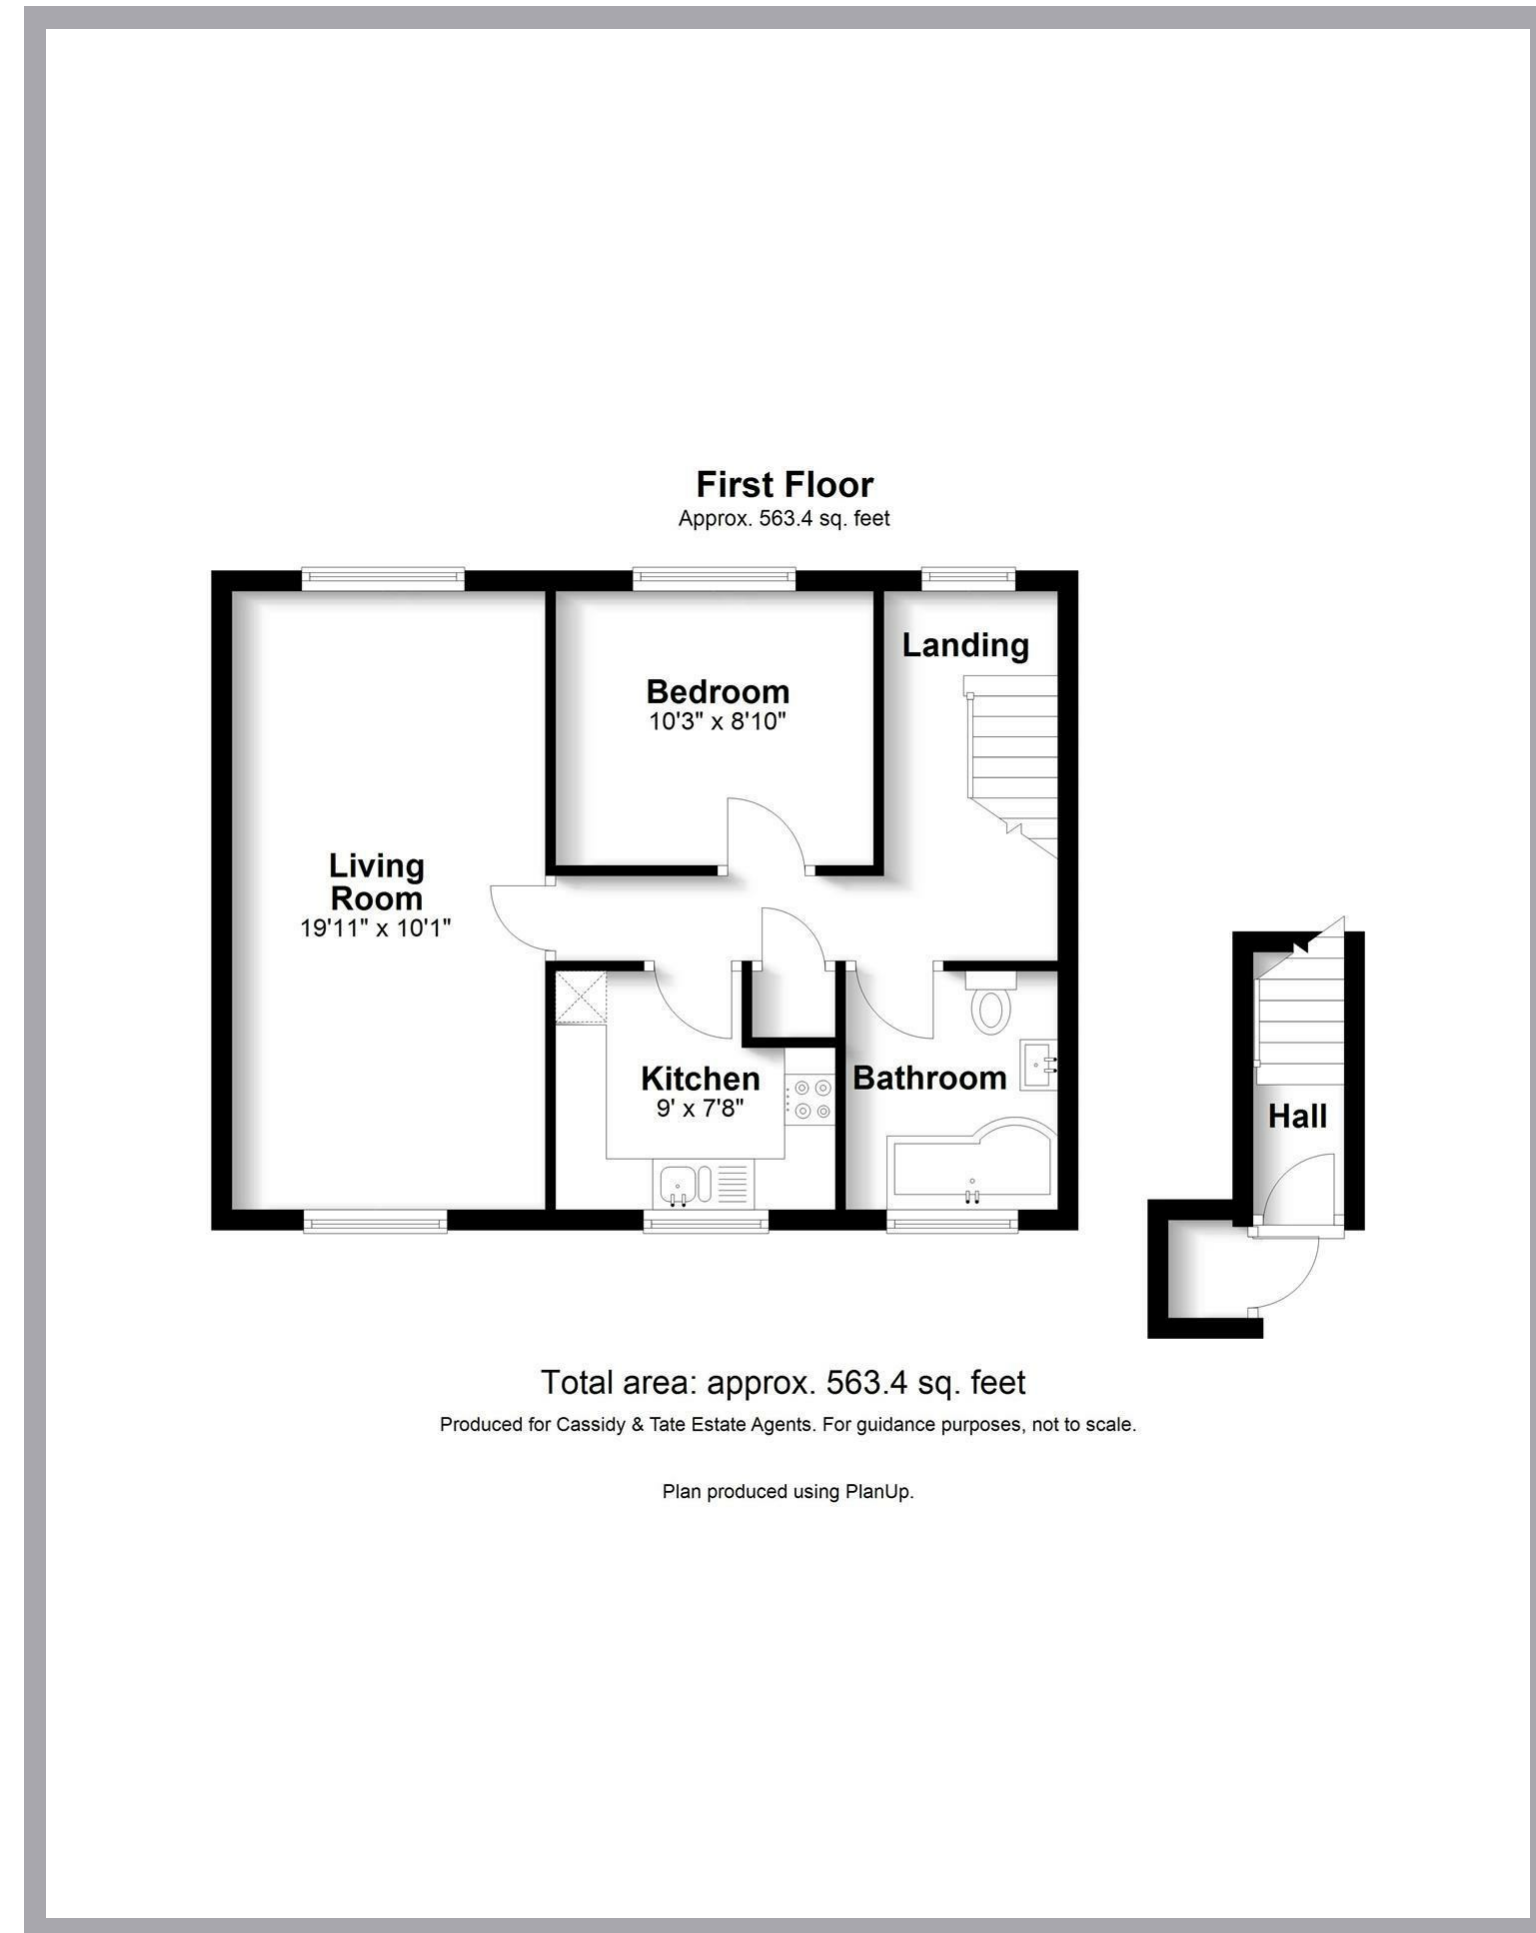 First Floor
Approx. 563.4 sq. feet
Landing
Bedroom
10'3" x 8'10"
Living
Room
19'11" x 10'1"
Kitchen
9' x 7'8"
Bathroom
Hall
Total area: approx. 563.4 sq. feet
Produced for Cassidy & Tate Estate Agents. For guidance purposes, not to scale.
Plan produced using PlanUp.